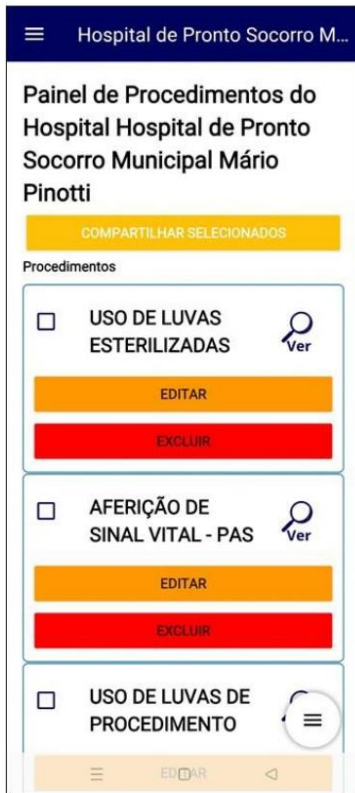 Hospital de Pronto Socorro M...
Painel de Procedimentos do
Hospital Hospital de Pronto
Socorro Municipal Mário
Pinotti
COMPARTILHAR SELECIONADOS
Procedimentos
USO DE LUVAS
ESTERILIZADAS
Ver
EDITAR
EXCLUIR
AFERIÇÃO DE
SINAL VITAL - PAS
Ver
EDITAR
EXCLUIR
USO DE LUVAS DE
PROCEDIMENTO
EDITAR